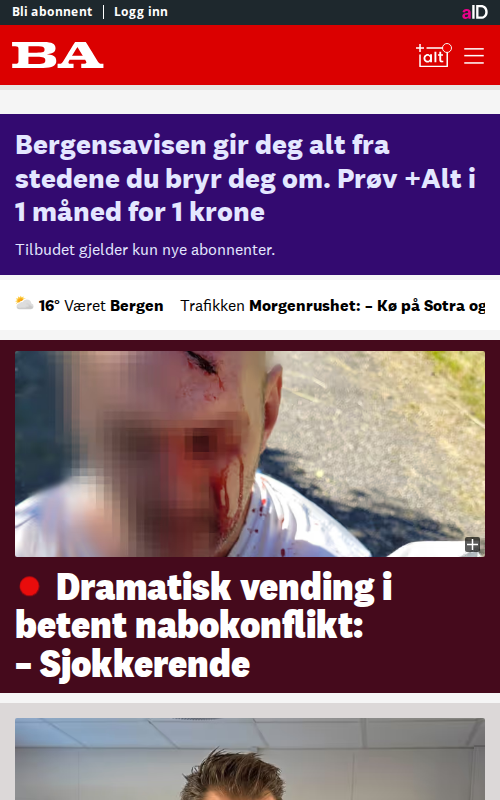 Bli abonnent | Logg inn
aID
BA
+alt
Bergensavisen gir deg alt fra
stedene du bryr deg om. Prøv +Alt i
1 måned for 1 krone
Tilbudet gjelder kun nye abonnenter.
16° Været Bergen Trafikken Morgenrushet: – Kø på Sotra og
Dramatisk vending i
betent nabokonflikt:
– Sjokkerende